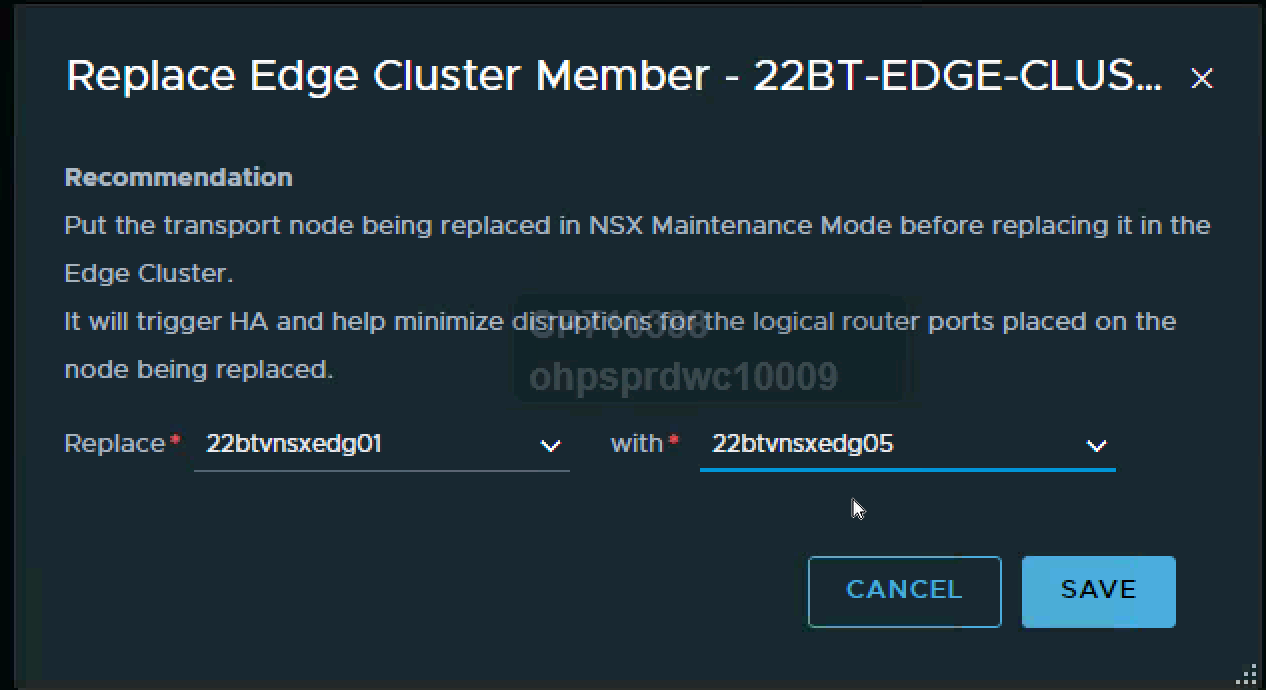 Replace Edge Cluster Member - 22BT-EDGE-CLUS...
Recommendation
Put the transport node being replaced in NSX Maintenance Mode before replacing it in the
Edge Cluster.
It will trigger HA and help minimize disruptions for the logical router ports placed on the
node being replaced.
ohpsprdwc10009
Replace* 22btvnsxedg01 with* 22btvnsxedg05
CANCEL SAVE